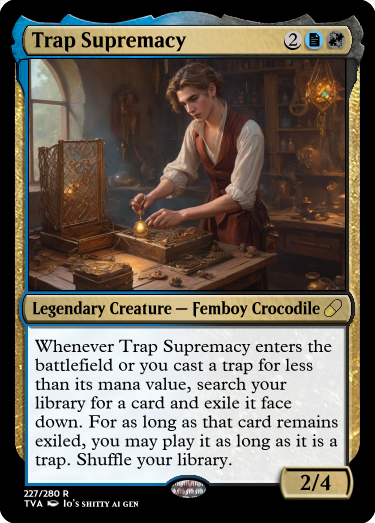 Trap Supremacy
2
Legendary Creature — Femboy Crocodile
Whenever Trap Supremacy enters the
battlefield or you cast a trap for less
than its mana value, search your
library for a card and exile it face
down. For as long as that card remains
exiled, you may play it as long as it is a
trap. Shuffle your library.
2/4
227/280 R
TVA Io's shitty ai gen